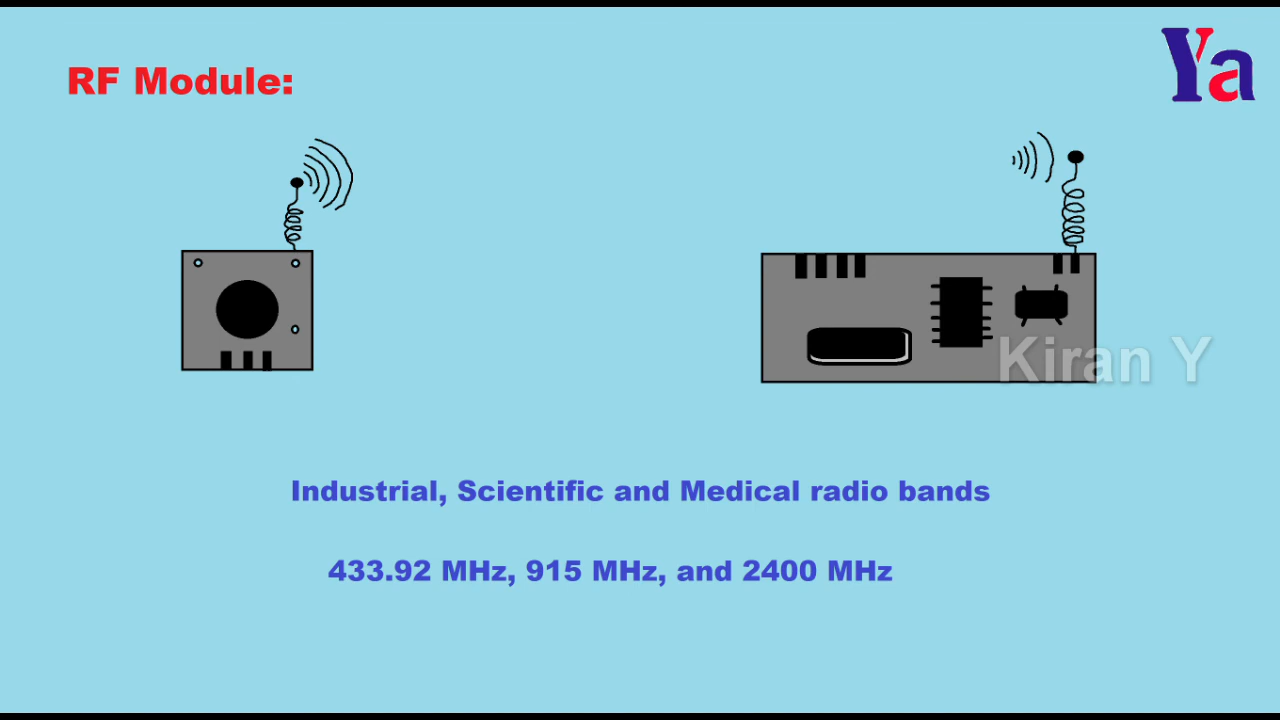 Ya
RF Module:
Kiran Y
Industrial, Scientific and Medical radio bands
433.92 MHz, 915 MHz, and 2400 MHz